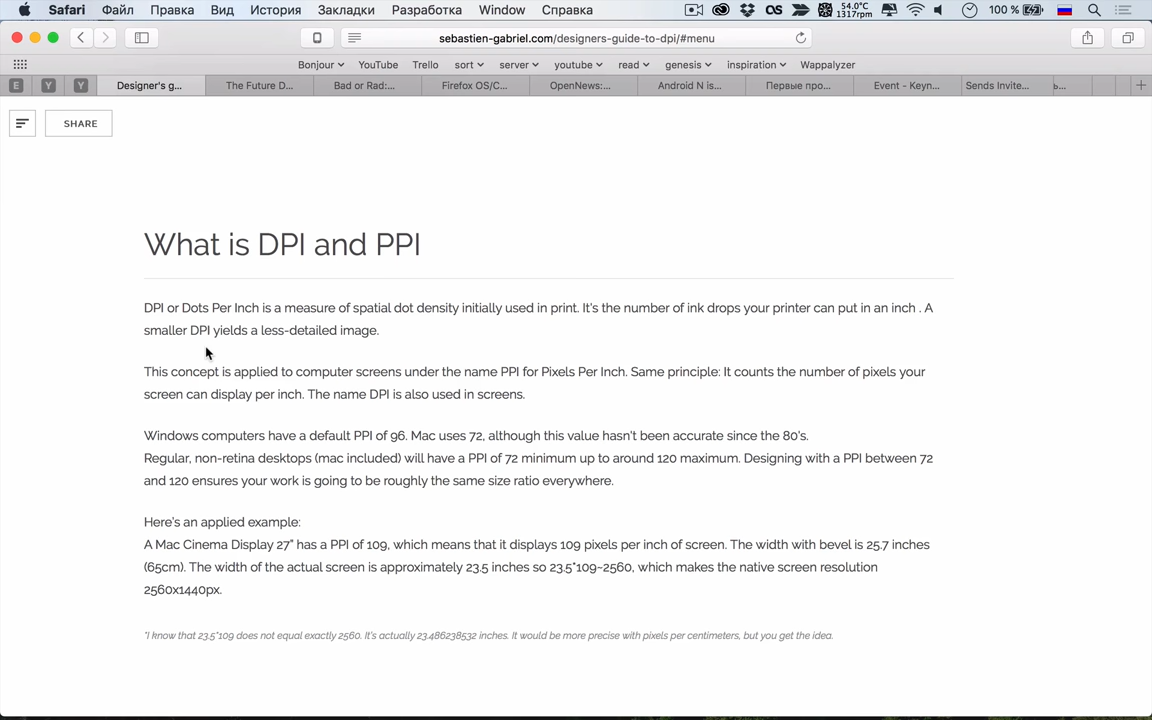 Safari Файл Правка Вид История Закладки Разработка Window Справка 54.0°C 1317rpm 100 %
sebastien-gabriel.com/designers-guide-to-dpi/#menu
Bonjour YouTube Trello sort server youtube read genesis inspiration Wappalyzer
E Y Y Designer's g... The Future D... Bad or Rad:... Firefox OS/C... OpenNews:... Android N is... Первые про... Event - Keyn... Sends Invite... ь...
SHARE
What is DPI and PPI
DPI or Dots Per Inch is a measure of spatial dot density initially used in print. It's the number of ink drops your printer can put in an inch . A
smaller DPI yields a less-detailed image.
This concept is applied to computer screens under the name PPI for Pixels Per Inch. Same principle: It counts the number of pixels your
screen can display per inch. The name DPI is also used in screens.
Windows computers have a default PPI of 96. Mac uses 72, although this value hasn't been accurate since the 80's.
Regular, non-retina desktops (mac included) will have a PPI of 72 minimum up to around 120 maximum. Designing with a PPI between 72
and 120 ensures your work is going to be roughly the same size ratio everywhere.
Here's an applied example:
A Mac Cinema Display 27" has a PPI of 109, which means that it displays 109 pixels per inch of screen. The width with bevel is 25.7 inches
(65cm). The width of the actual screen is approximately 23.5 inches so 23.5*109~2560, which makes the native screen resolution
2560x1440px.
*I know that 23.5*109 does not equal exactly 2560. It's actually 23.486238532 inches. It would be more precise with pixels per centimeters, but you get the idea.